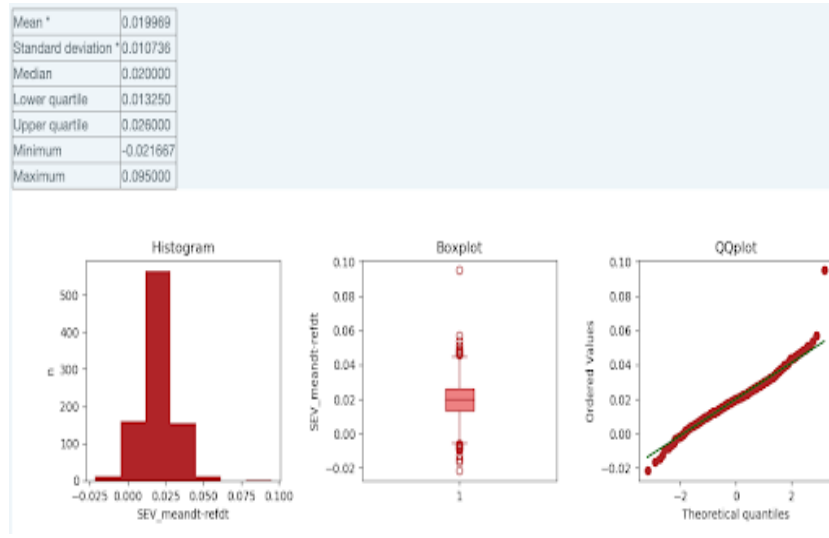 Mean * 0.019969
Standard deviation * 0.010736
Median 0.020000
Lower quartile 0.013250
Upper quartile 0.026000
Minimum -0.021667
Maximum 0.095000
Histogram
n
500
400
300
200
100
0
−0.025 0.000 0.025 0.050 0.075 0.100
SEV_meandt-refdt
Boxplot
SEV_meandt-refdt
0.10
0.08
0.06
0.04
0.02
0.00
−0.02
1
QQplot
Ordered Values
0.10
0.08
0.06
0.04
0.02
0.00
−0.02
−2 0 2
Theoretical quantiles